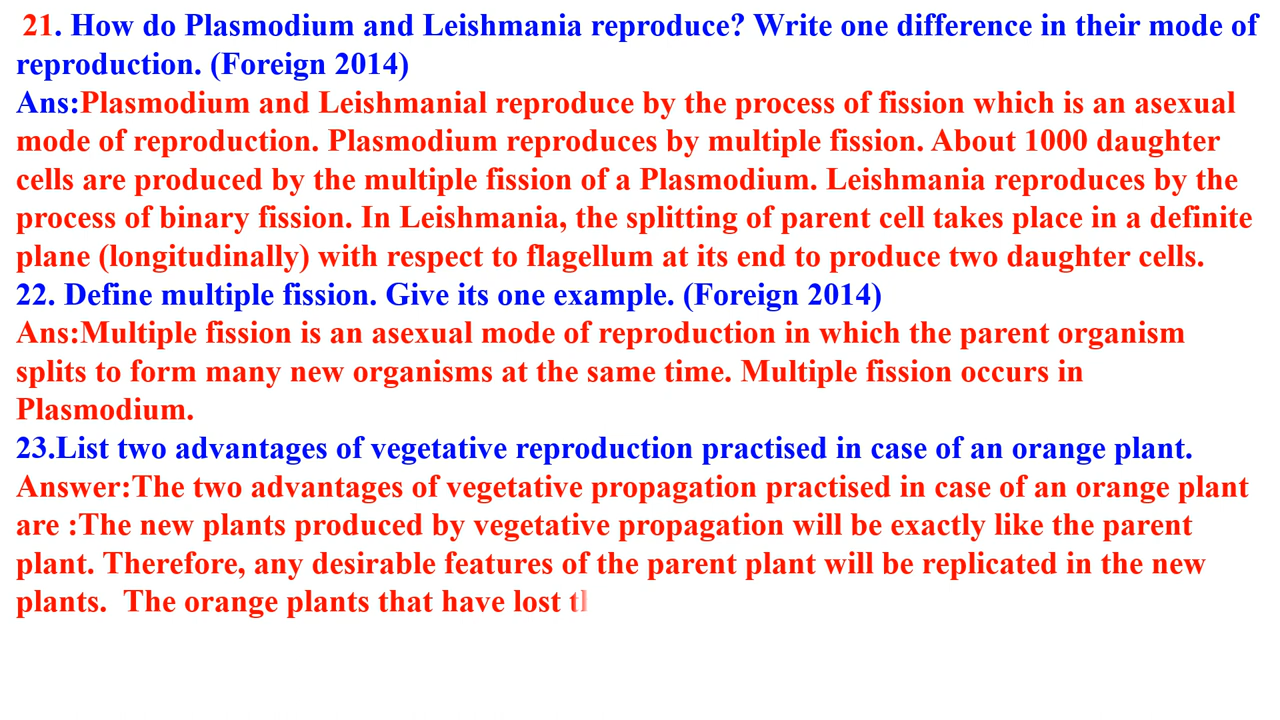 21. How do Plasmodium and Leishmania reproduce? Write one difference in their mode of
reproduction. (Foreign 2014)
Ans:Plasmodium and Leishmanial reproduce by the process of fission which is an asexual
mode of reproduction. Plasmodium reproduces by multiple fission. About 1000 daughter
cells are produced by the multiple fission of a Plasmodium. Leishmania reproduces by the
process of binary fission. In Leishmania, the splitting of parent cell takes place in a definite
plane (longitudinally) with respect to flagellum at its end to produce two daughter cells.
22. Define multiple fission. Give its one example. (Foreign 2014)
Ans:Multiple fission is an asexual mode of reproduction in which the parent organism
splits to form many new organisms at the same time. Multiple fission occurs in
Plasmodium.
23.List two advantages of vegetative reproduction practised in case of an orange plant.
Answer:The two advantages of vegetative propagation practised in case of an orange plant
are :The new plants produced by vegetative propagation will be exactly like the parent
plant. Therefore, any desirable features of the parent plant will be replicated in the new
plants. The orange plants that have lost